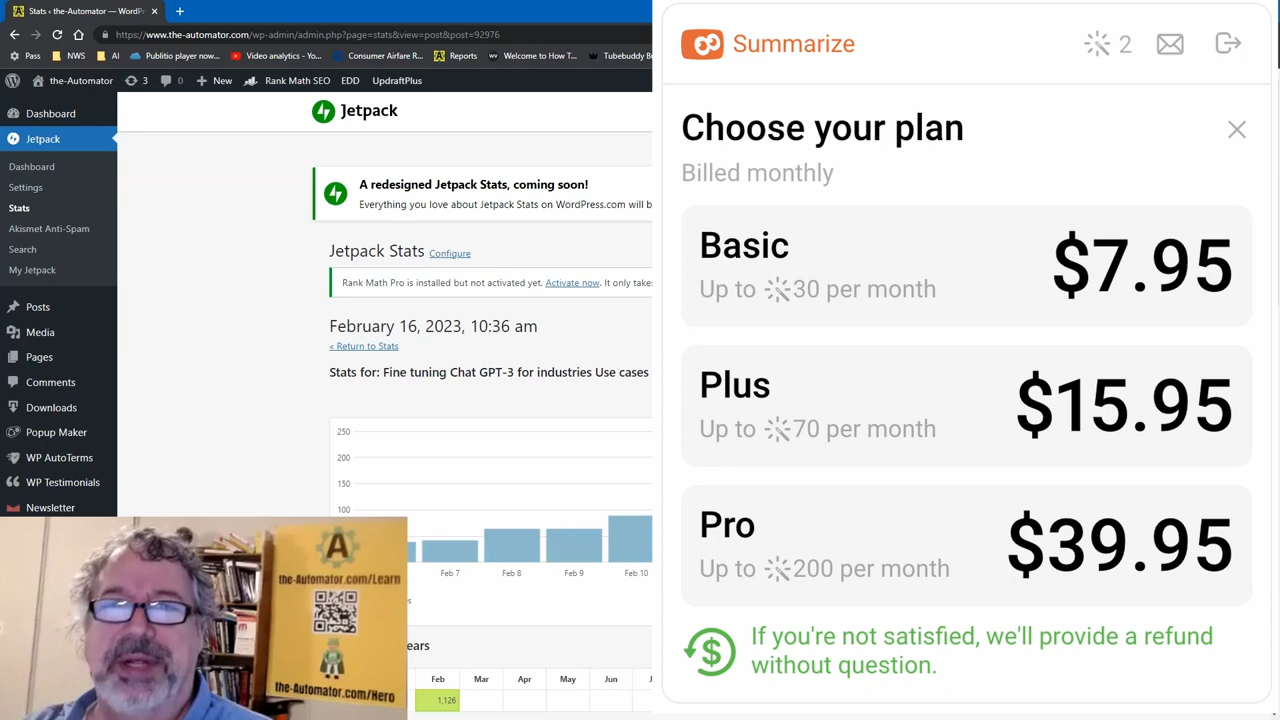 Stats ‹ the-Automator — WordPr
https://www.the-automator.com/wp-admin/admin.php?page=stats&view=post&post=92976
Pass
NWS
AI
Publitio player now...
Video analytics - Yo...
Consumer Airfare R...
Reports
Welcome to How T...
Tubebuddy B
the-Automator
3
0
New
Rank Math SEO
EDD
UpdraftPlus
Dashboard
Jetpack
Dashboard
Settings
Stats
Akismet Anti-Spam
Search
My Jetpack
Posts
Media
Pages
Comments
Downloads
Popup Maker
WP AutoTerms
WP Testimonials
Newsletter
Jetpack
A redesigned Jetpack Stats, coming soon!
Everything you love about Jetpack Stats on WordPress.com will b
Jetpack Stats Configure
Rank Math Pro is installed but not activated yet. Activate now. It only take
February 16, 2023, 10:36 am
« Return to Stats
Stats for: Fine tuning Chat GPT-3 for industries Use cases
250
200
150
100
Feb 7
Feb 8
Feb 9
Feb 10
ears
Feb
Mar
Apr
May
Jun
1,126
A
the-Automator.com/Learn
the-Automator.com/Hero
Summarize
2
Choose your plan
Billed monthly
Basic
$7.95
Up to 30 per month
Plus
$15.95
Up to 70 per month
Pro
$39.95
Up to 200 per month
If you're not satisfied, we'll provide a refund
without question.